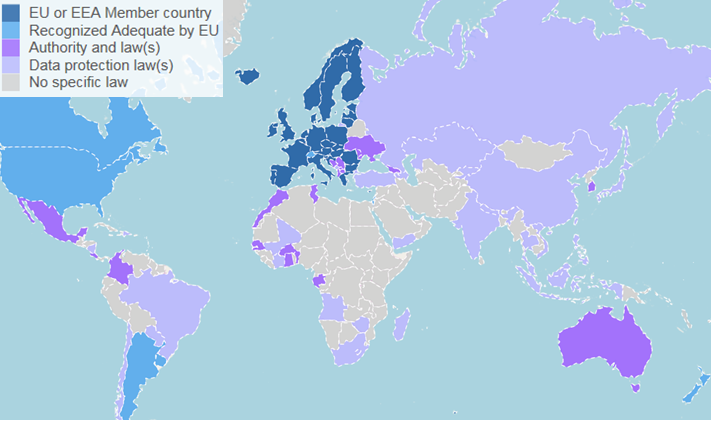 EU or EEA Member country
Recognized Adequate by EU
Authority and law(s)
Data protection law(s)
No specific law